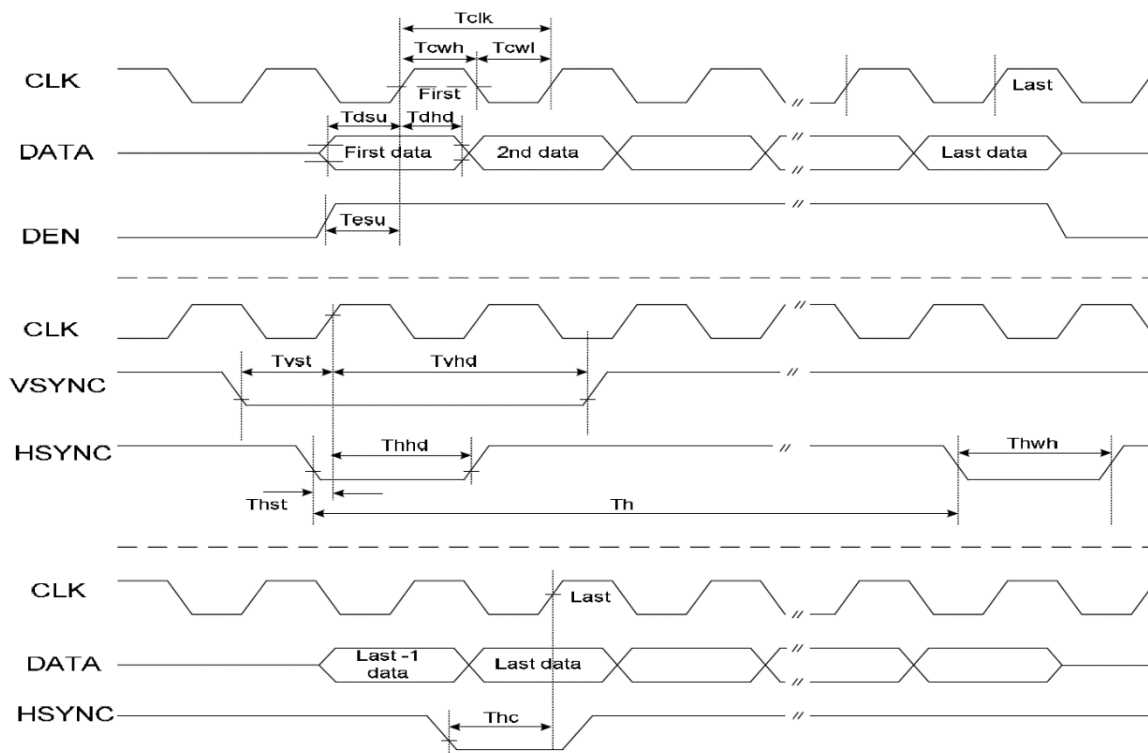 Tclk
Tcwh Tcwl
CLK First Last
Tdsu Tdhd
DATA First data 2nd data Last data
Tesu
DEN
CLK
Tvst Tvhd
VSYNC
HSYNC Thhd Thwh
Thst Th
CLK Last
DATA Last -1 data Last data
HSYNC Thc